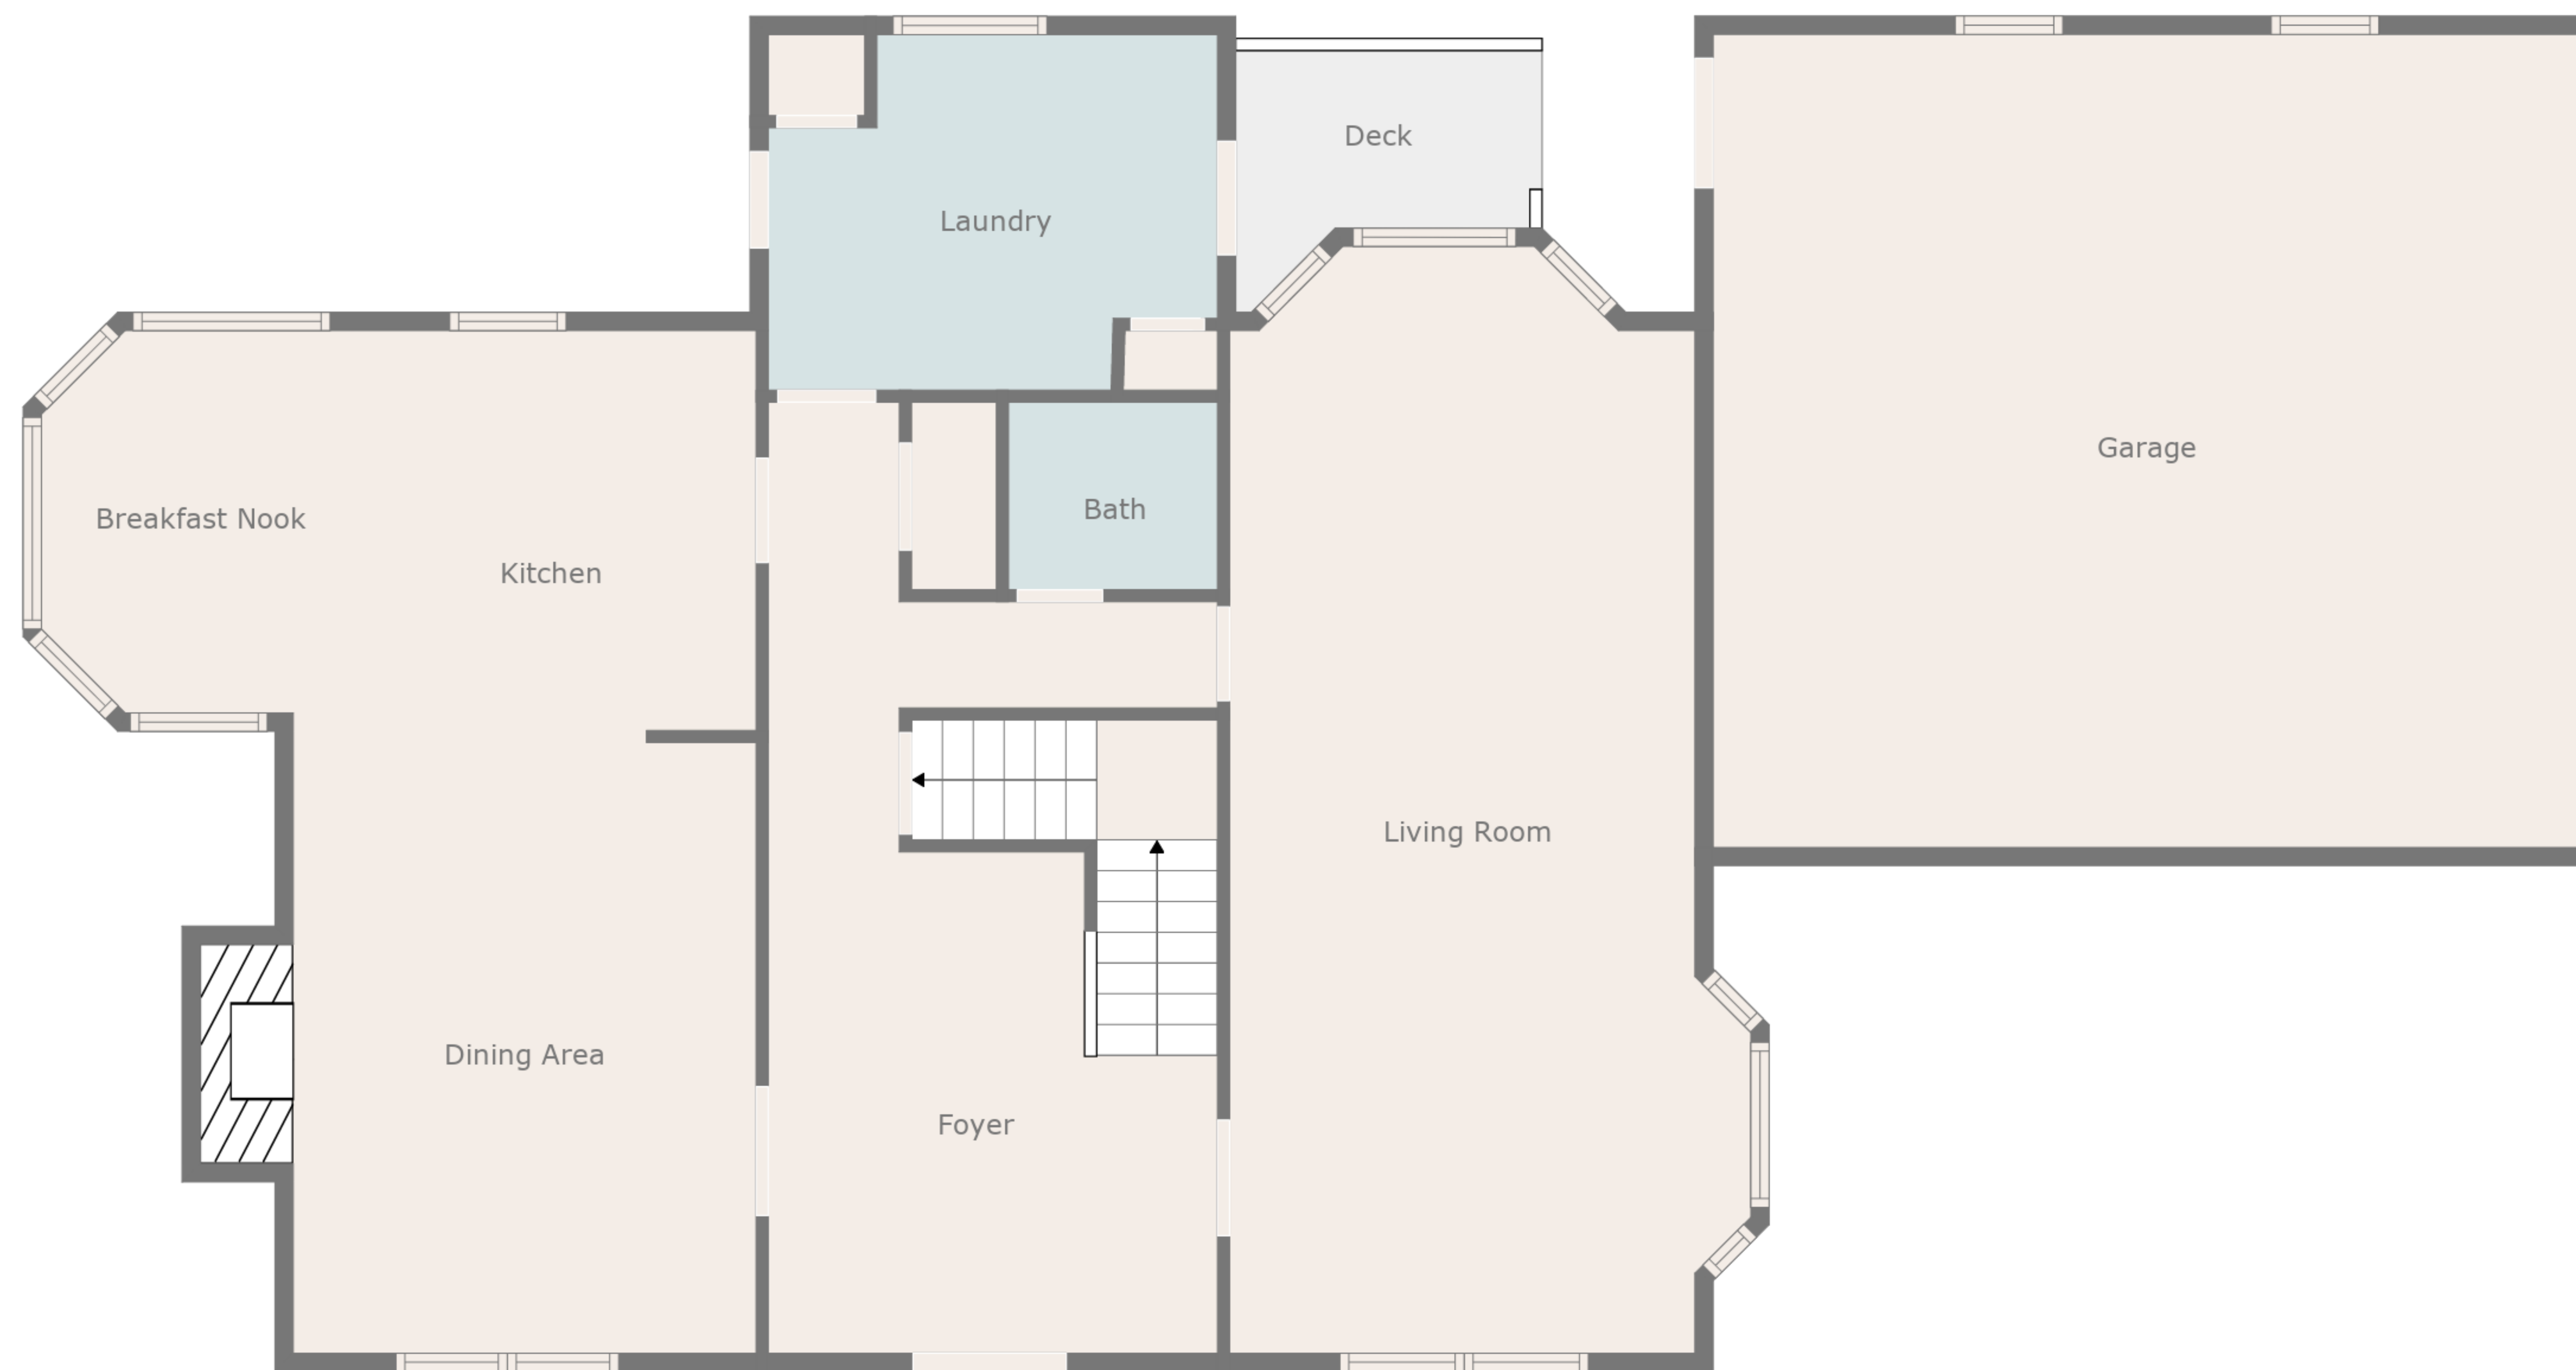 Deck
Laundry
Garage
Bath
Breakfast Nook
Kitchen
Living Room
Dining Area
Foyer